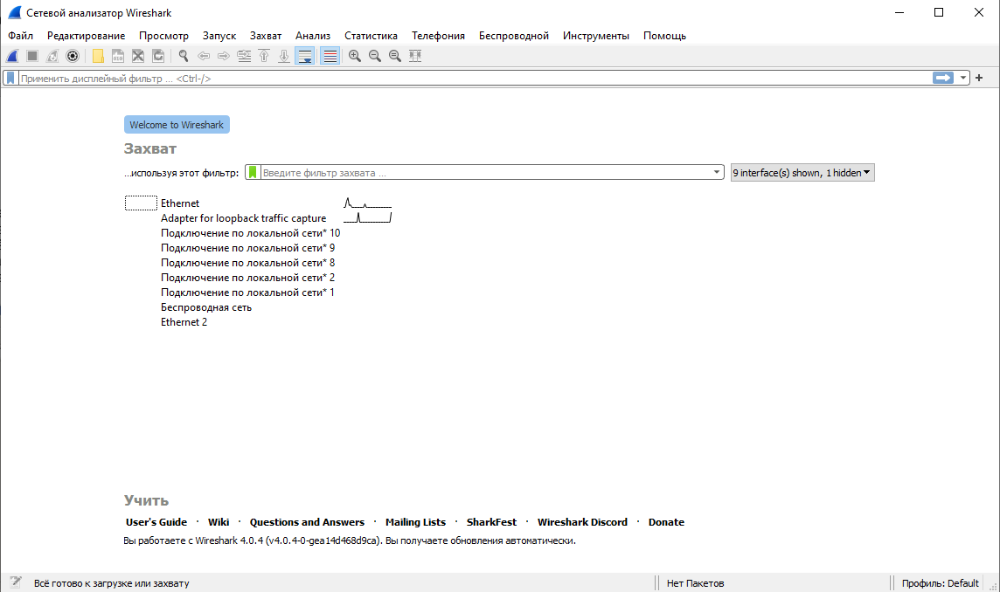 Сетевой анализатор Wireshark
Файл Редактирование Просмотр Запуск Захват Анализ Статистика Телефония Беспроводной Инструменты Помощь
Применить дисплейный фильтр ... <Ctrl-/>
Welcome to Wireshark
Захват
...используя этот фильтр: Введите фильтр захвата ... 9 interface(s) shown, 1 hidden
Ethernet
Adapter for loopback traffic capture
Подключение по локальной сети* 10
Подключение по локальной сети* 9
Подключение по локальной сети* 8
Подключение по локальной сети* 2
Подключение по локальной сети* 1
Беспроводная сеть
Ethernet 2
Учить
User's Guide · Wiki · Questions and Answers · Mailing Lists · SharkFest · Wireshark Discord · Donate
Вы работаете с Wireshark 4.0.4 (v4.0.4-0-gea14d468d9ca). Вы получаете обновления автоматически.
Всё готово к загрузке или захвату Нет Пакетов Профиль: Default